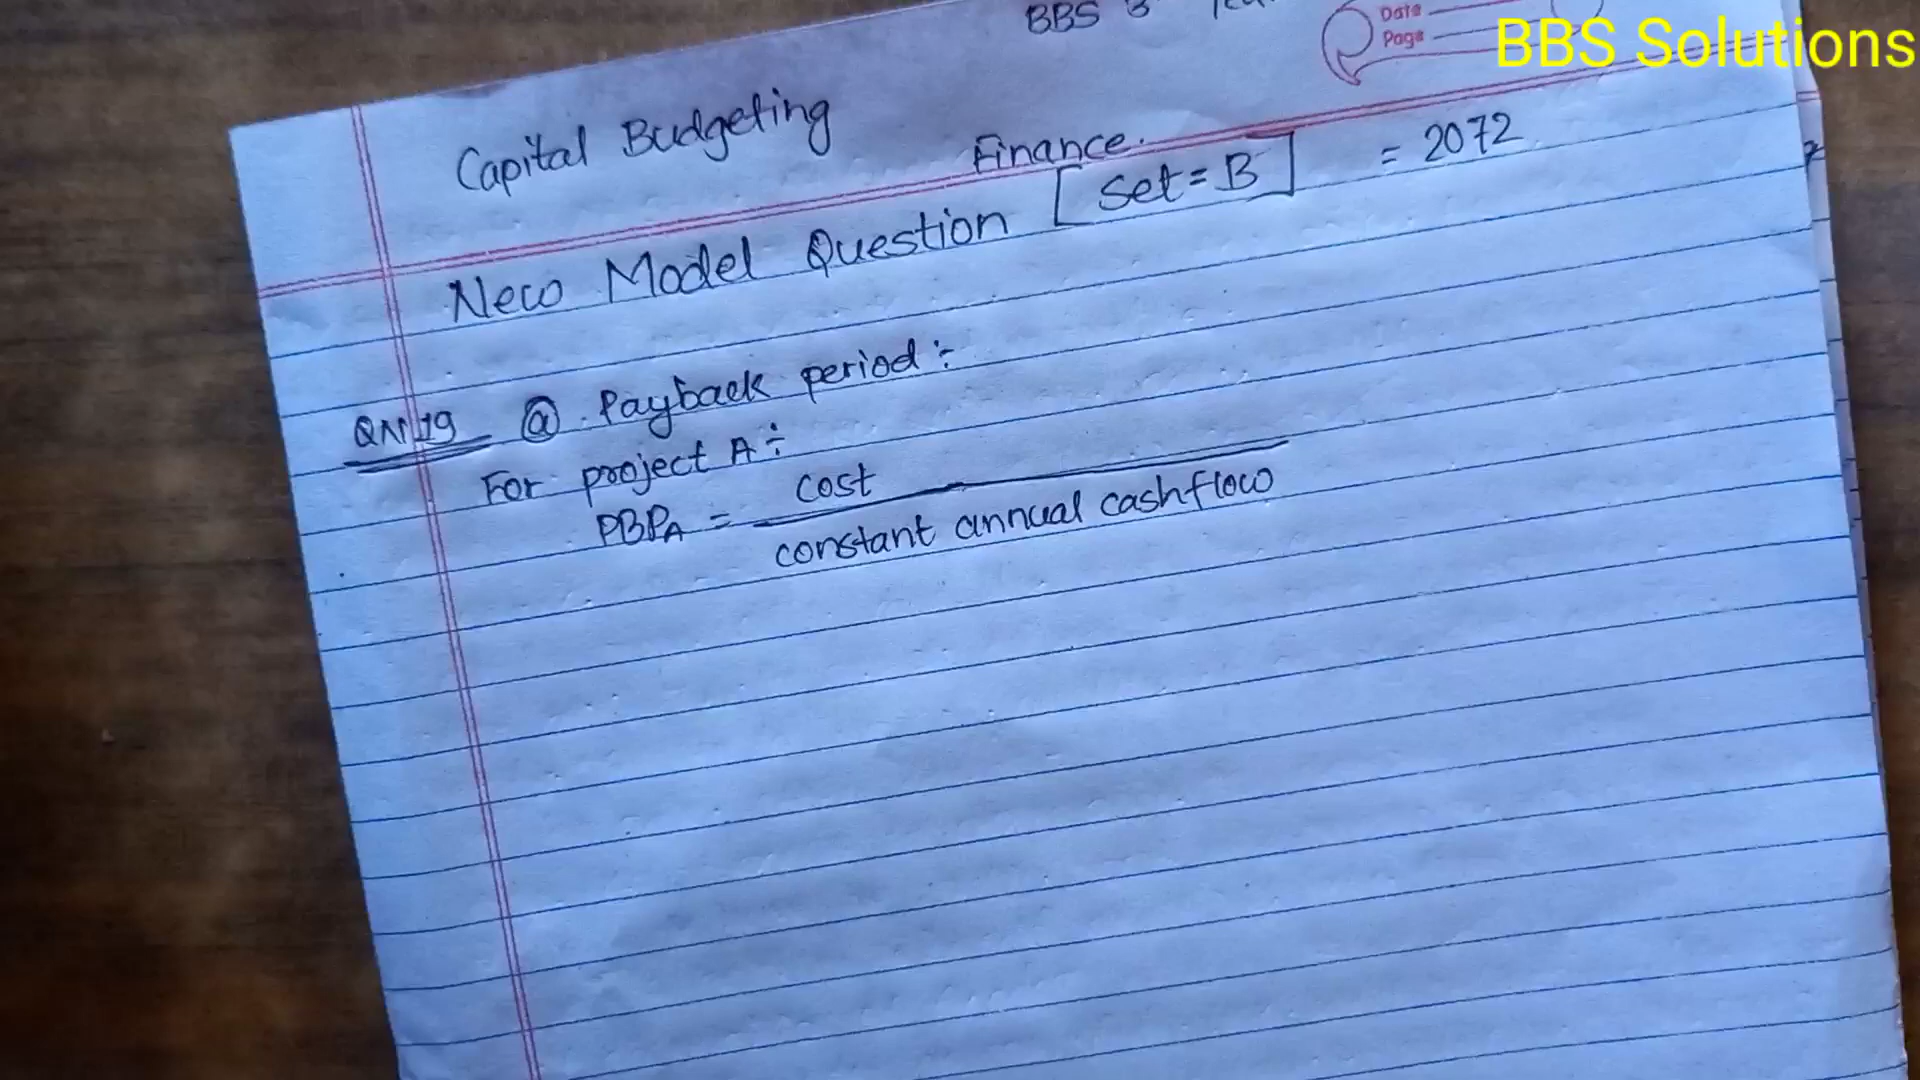 BBS 3
Date
Page
BBS Solutions
Capital Budgeting
Finance.
New Model Question [Set=B] = 2072
QN 19 @ Payback period :-
For project A ÷
PBPA = cost
constant annual cashflow